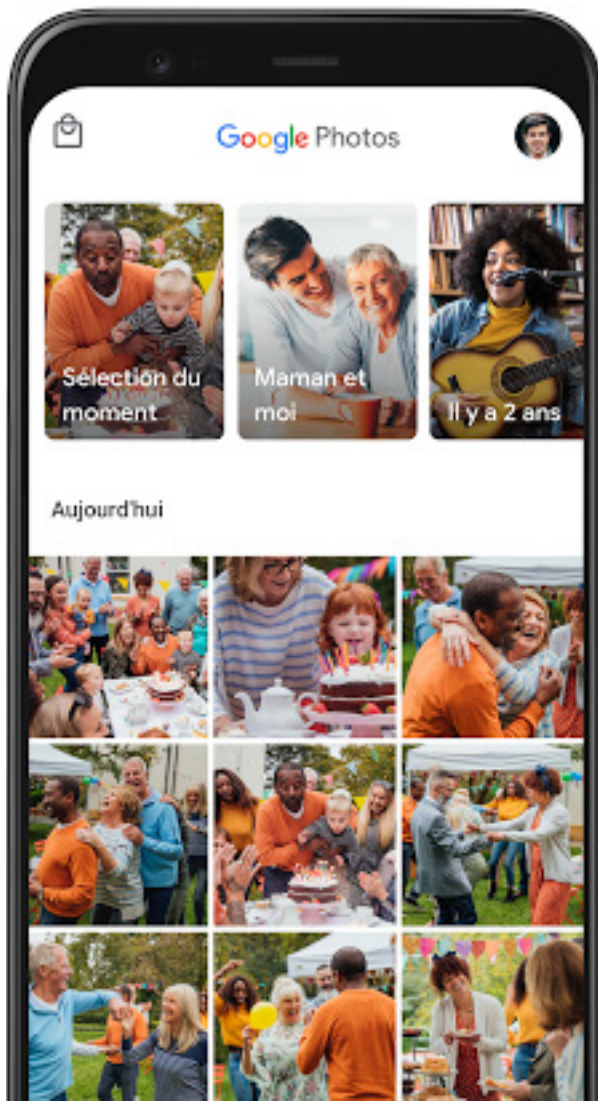 Google Photos
Sélection du
moment
Maman et
moi
Il y a 2 ans
Aujourd'hui